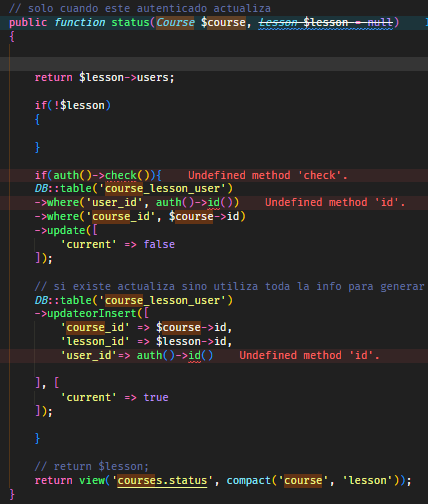 // solo cuando este autenticado actualiza
public function status(Course $course, Lesson $lesson = null)
{
return $lesson->users;
if(!$lesson)
{
}
if(auth()->check()){ Undefined method 'check'.
DB::table('course_lesson_user')
->where('user_id', auth()->id()) Undefined method 'id'.
->where('course_id', $course->id)
->update([
'current' => false
]);
// si existe actualiza sino utiliza toda la info para generar
DB::table('course_lesson_user')
->updateorInsert([
'course_id' => $course->id,
'lesson_id' => $lesson->id,
'user_id'=> auth()->id() Undefined method 'id'.
], [
'current' => true
]);
}
// return $lesson;
return view('courses.status', compact('course', 'lesson'));
}